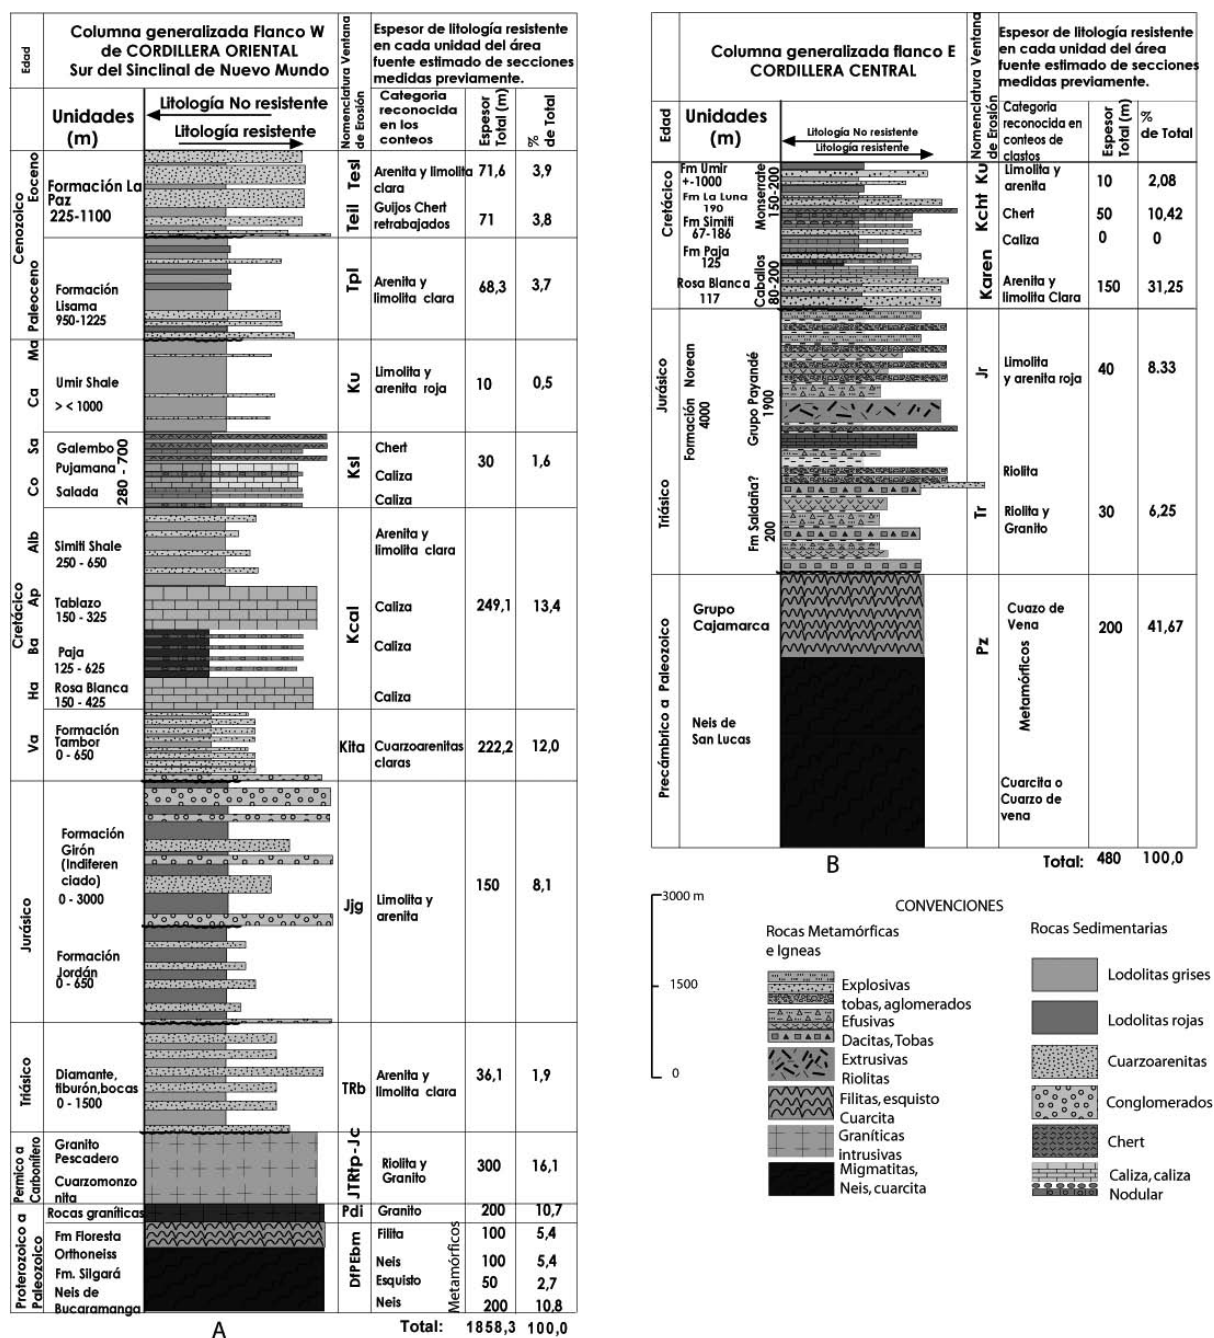 Edad
Columna generalizada Flanco W
de CORDILLERA ORIENTAL
Sur del Sinclinal de Nuevo Mundo
Nomenclatura Ventana
de Erosión
Espesor de litología resistente
en cada unidad del área
fuente estimado de secciones
medidas previamente.
Unidades
(m)
Litología No resistente
Litología resistente
Categoria
reconocida
en los
conteos
Espesor
Total (m)
%
de Total
Cenozoico
Eoceno
Formación La
Paz
225-1100
Tesl
Arenita y limolita
clara
71,6
3,9
Teil
Guijos Chert
retrabajados
71
3,8
Paleoceno
Formación
Lisama
950-1225
Tpl
Arenita y
limolita clara
68,3
3,7
Cretácico
Ma
Ca
Umir Shale
> < 1000
Ku
Limolita y
arenita roja
10
0,5
Sa
Co
Galembo
Pujamana
Salada
280 - 700
Ksl
Chert
Caliza
Caliza
30
1,6
Alb
Simiti Shale
250 - 650
Arenita y
limolita clara
Ap
Tablazo
150 - 325
Kcal
Caliza
249,1
13,4
Ba
Paja
125 - 625
Caliza
Ha
Rosa Blanca
150 - 425
Caliza
Va
Formación
Tambor
0 - 650
Kita
Cuarzoarenitas
claras
222,2
12,0
Jurásico
Formación
Girón
(Indiferen
ciado)
0 - 3000
Jjg
Limolita y
arenita
150
8,1
Formación
Jordán
0 - 650
Triásico
Diamante,
tiburón,bocas
0 - 1500
TRb
Arenita y
limolita clara
36,1
1,9
Permico a
Carbonífero
Granito
Pescadero
Cuarzomonzo
nita
JTRtp-Jc
Riolita y
Granito
300
16,1
Proterozoico a
Paleozoico
Rocas graníticas
Pdi
Granito
200
10,7
Fm Floresta
Orthoneiss
Fm. Silgará
Neis de
Bucaramanga
DfPEbm
Metamórficos
Filita
100
5,4
Neis
100
5,4
Esquisto
50
2,7
Neis
200
10,8
A
Total:
1858,3
100,0
Edad
Columna generalizada flanco E
CORDILLERA CENTRAL
Nomenclatura Ventana
de Erosión
Espesor de litología resistente
en cada unidad del área
fuente estimado de secciones
medidas previamente.
Unidades
(m)
Litología No resistente
Litología resistente
Categoria
reconocida en
conteos de
clastos
Espesor
Total (m)
%
de Total
Cretácico
Fm Umir
+-1000
Fm La Luna
190
Fm Simiti
67-186
Fm Paja
125
Rosa Blanca
117
Monserrate
150-200
Caballos
80-200
Ku
Limolita y
arenita
10
2,08
Kcht
Chert
50
10,42
Caliza
0
0
Karen
Arenita y
limolita Clara
150
31,25
Jurásico
Triásico
Formación Norean
4000
Grupo Payandé
1900
Fm Saldaña?
200
Jr
Limolita
y arenita roja
40
8.33
Riolita
Tr
Riolita y
Granito
30
6,25
Precámbrico a Paleozoico
Grupo
Cajamarca
Neis de
San Lucas
Pz
Cuazo de
Vena
Metamórficos
Cuarcita o
Cuarzo de
vena
200
41,67
B
Total:
480
100,0
3000 m
1500
0
CONVENCIONES
Rocas Metamórficas
e Igneas
Explosivas
tobas, aglomerados
Efusivas
Dacitas, Tobas
Extrusivas
Riolitas
Filitas, esquisto
Cuarcita
Graníticas
intrusivas
Migmatitas,
Neis, cuarcita
Rocas Sedimentarias
Lodolitas grises
Lodolitas rojas
Cuarzoarenitas
Conglomerados
Chert
Caliza, caliza
Nodular